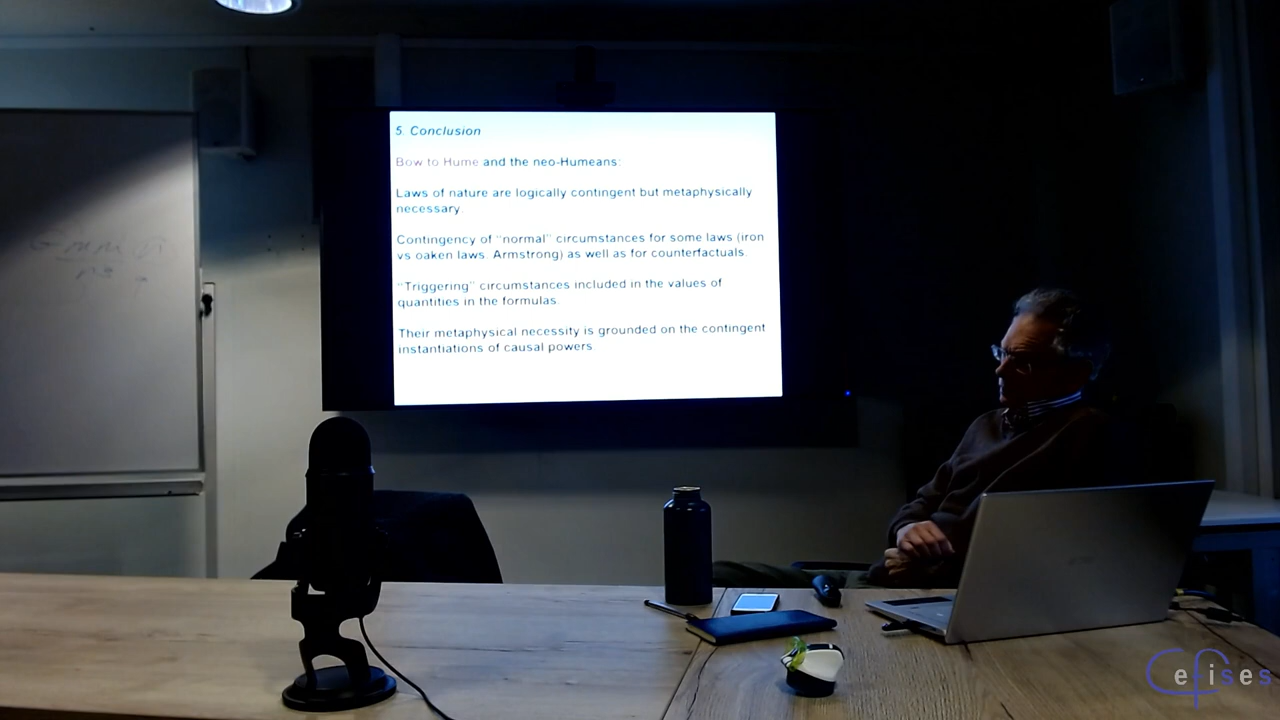 5. Conclusion
Bow to Hume and the neo-Humeans:
Laws of nature are logically contingent but metaphysically
necessary.
Contingency of "normal" circumstances for some laws (iron
vs oaken laws. Armstrong) as well as for counterfactuals.
"Triggering" circumstances included in the values of
quantities in the formulas.
Their metaphysical necessity is grounded on the contingent
instantiations of causal powers
Cefises